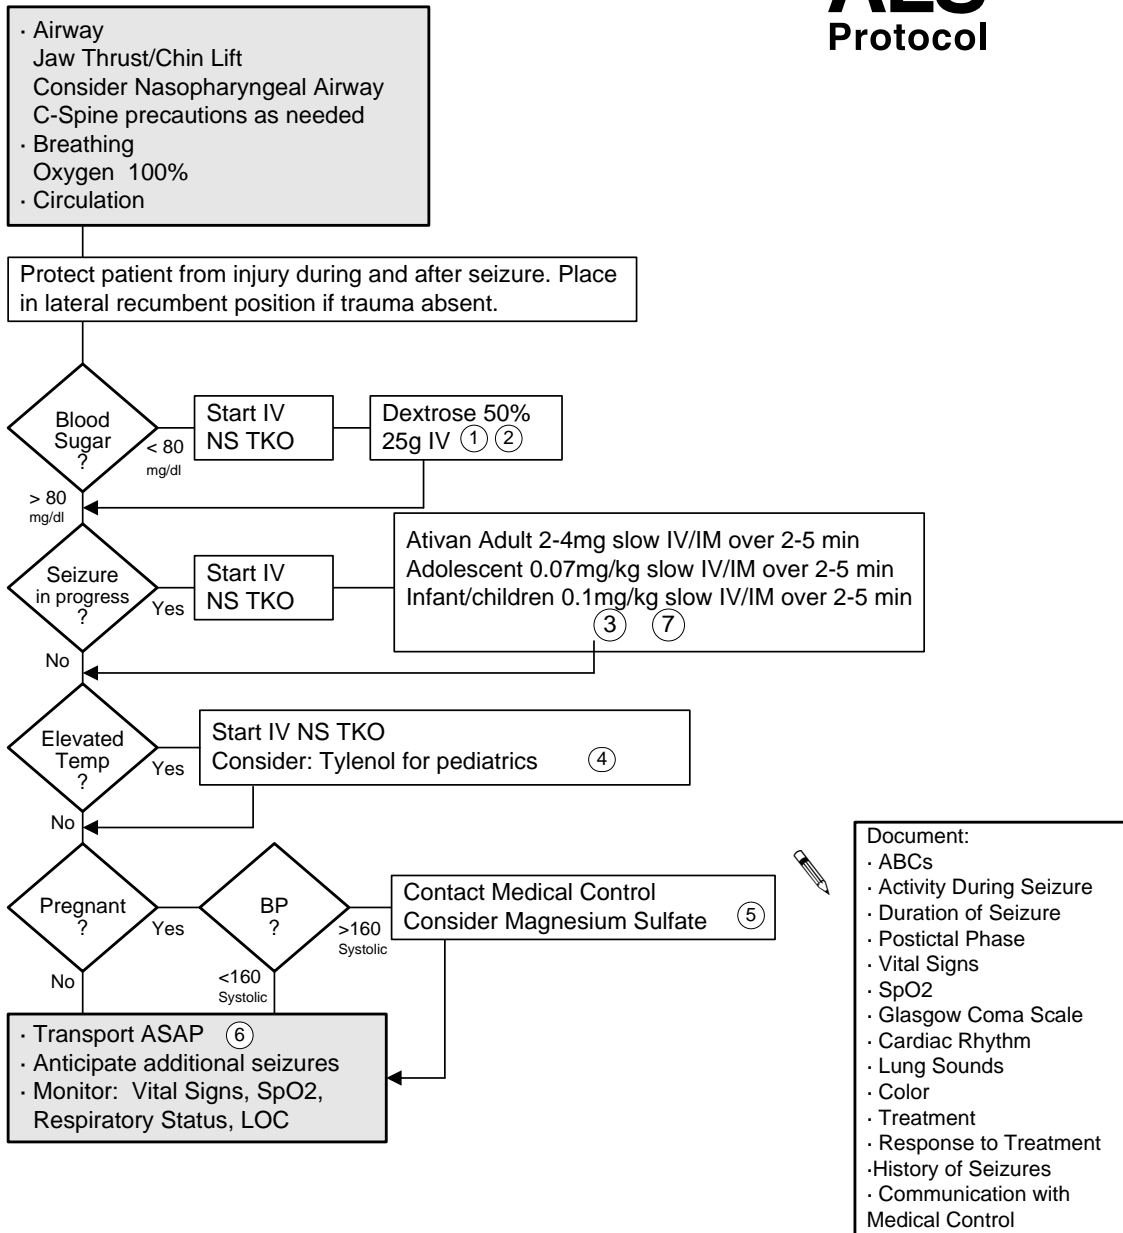 ALS
Protocol
· Airway
Jaw Thrust/Chin Lift
Consider Nasopharyngeal Airway
C-Spine precautions as needed
· Breathing
Oxygen 100%
· Circulation
Protect patient from injury during and after seizure. Place
in lateral recumbent position if trauma absent.
Blood
Sugar
?
< 80
mg/dl
Start IV
NS TKO
Dextrose 50%
25g IV ① ②
> 80
mg/dl
Seizure
in progress
?
Yes
Start IV
NS TKO
Ativan Adult 2-4mg slow IV/IM over 2-5 min
Adolescent 0.07mg/kg slow IV/IM over 2-5 min
Infant/children 0.1mg/kg slow IV/IM over 2-5 min
③ ⑦
No
Elevated
Temp
?
Yes
Start IV NS TKO
Consider: Tylenol for pediatrics ④
No
Pregnant
?
Yes
BP
?
>160
Systolic
Contact Medical Control
Consider Magnesium Sulfate ⑤
No
<160
Systolic
· Transport ASAP ⑥
· Anticipate additional seizures
· Monitor: Vital Signs, SpO2,
Respiratory Status, LOC
Document:
· ABCs
· Activity During Seizure
· Duration of Seizure
· Postictal Phase
· Vital Signs
· SpO2
· Glasgow Coma Scale
· Cardiac Rhythm
· Lung Sounds
· Color
· Treatment
· Response to Treatment
·History of Seizures
· Communication with
Medical Control